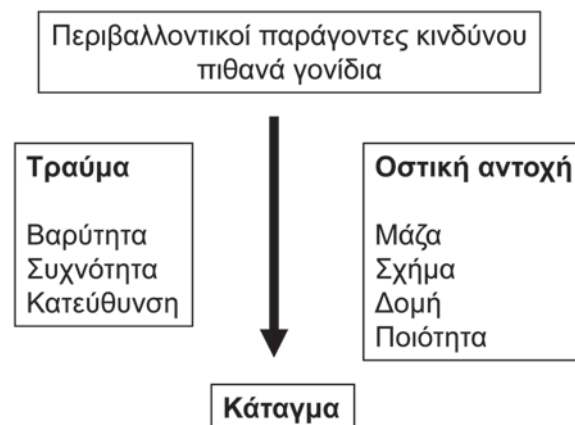 Περιβαλλοντικοί παράγοντες κινδύνου
πιθανά γονίδια
Τραύμα
Βαρύτητα
Συχνότητα
Κατεύθυνση
Οστική αντοχή
Μάζα
Σχήμα
Δομή
Ποιότητα
Κάταγμα